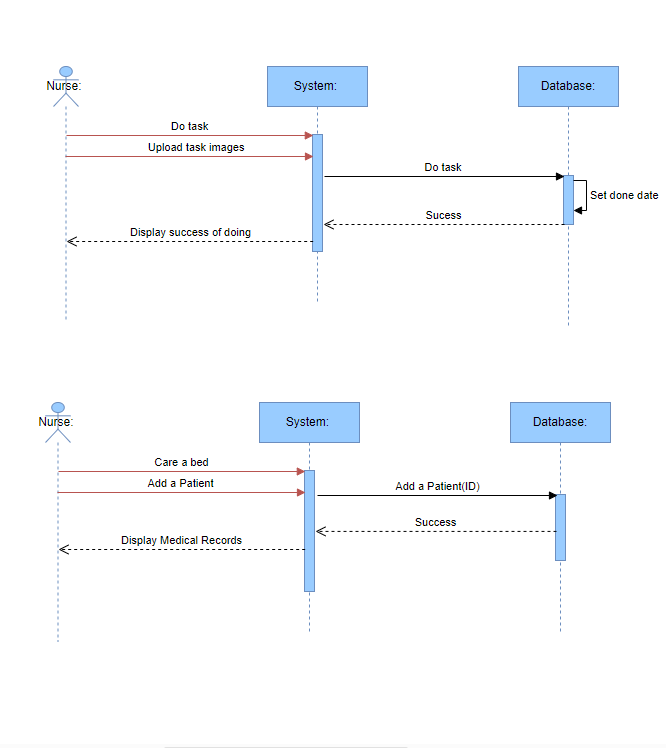 Nurse:
System:
Database:
Do task
Upload task images
Do task
Set done date
Sucess
Display success of doing
Nurse:
System:
Database:
Care a bed
Add a Patient
Add a Patient(ID)
Success
Display Medical Records